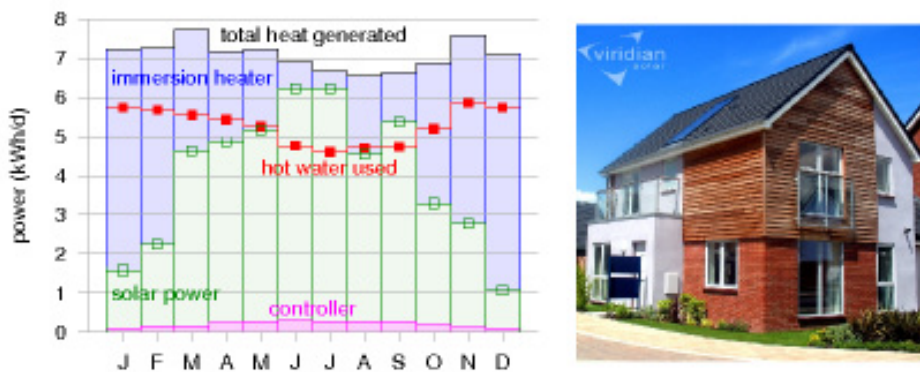 8
7
6
5
4
3
2
1
0
power (kWh/d)
total heat generated
immersion heater
hot water used
solar power
controller
J F M A M J J A S O N D
viridian
solar